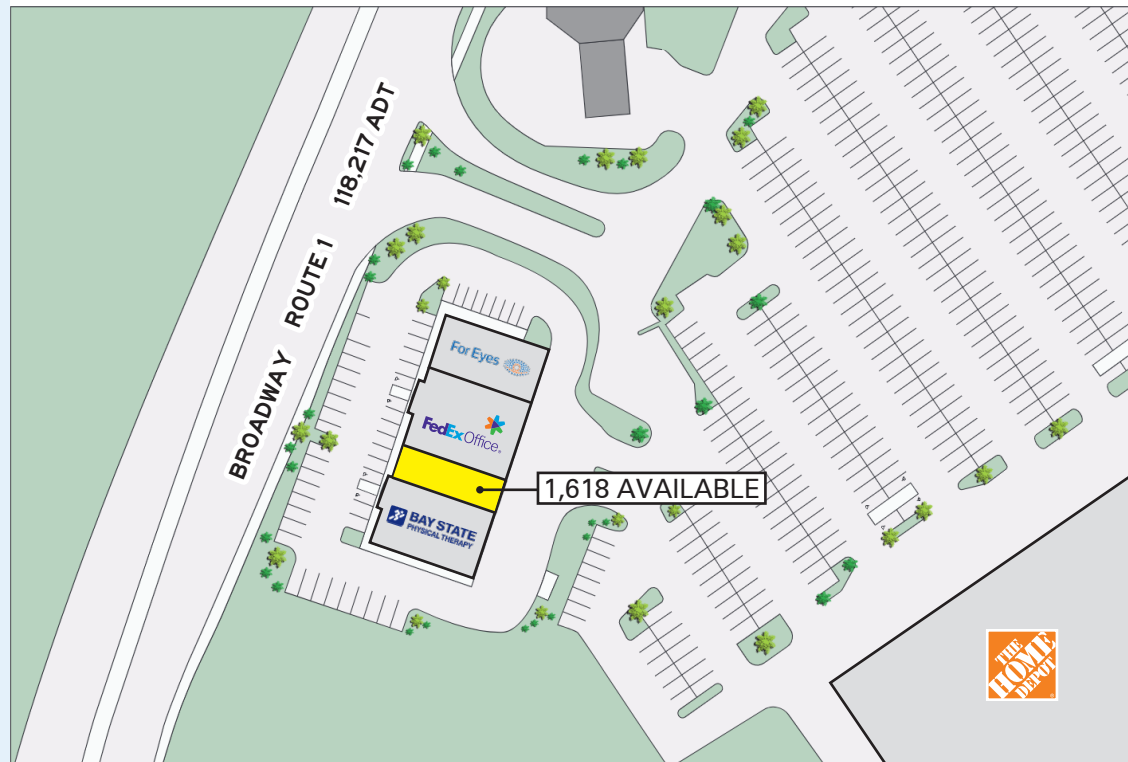 BROADWAY ROUTE 1 118,217 ADT
For Eyes
FedEx Office.
1,618 AVAILABLE
BAY STATE
PHYSICAL THERAPY
THE
HOME
DEPOT